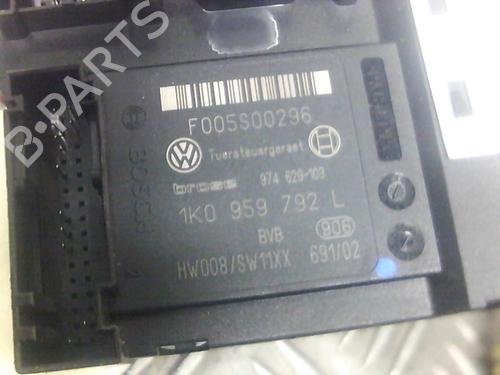 B-PARTS
F005S00296
Tuersteuergeraet
brose 974 629-103
1K0 959 792 L
BVB 906
HW008/SW11XX 691/02
BOSCH